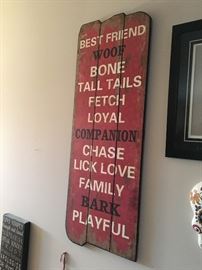 BEST FRIEND
WOOF
BONE
TALL TAILS
FETCH
LOYAL
COMPANION
CHASE
LICK LOVE
FAMILY
BARK
PLAYFUL